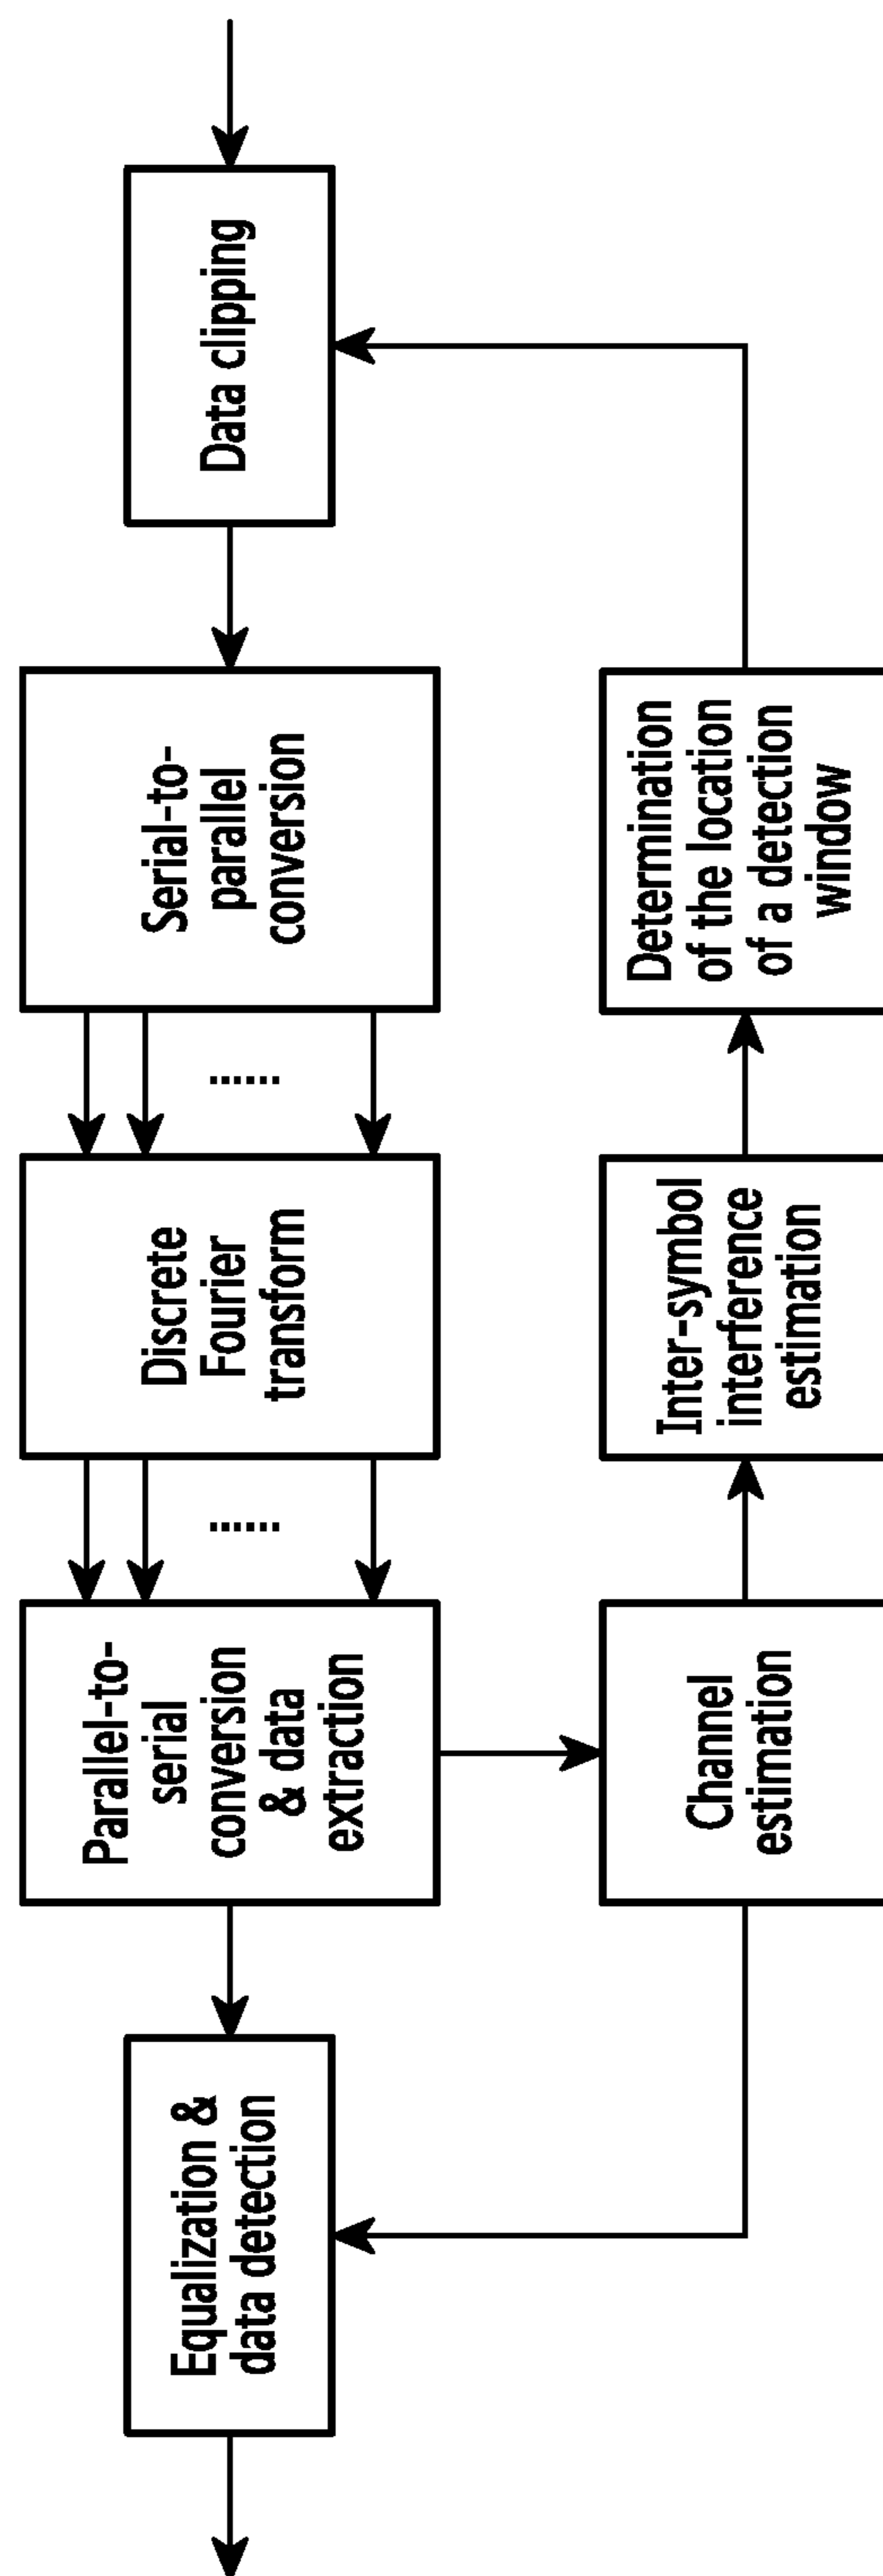 Data clipping
Serial-to-
parallel
conversion
Discrete
Fourier
transform
Parallel-to-
serial
conversion
& data
extraction
Equalization &
data detection
Channel
estimation
Inter-symbol
interference
estimation
Determination
of the location
of a detection
window